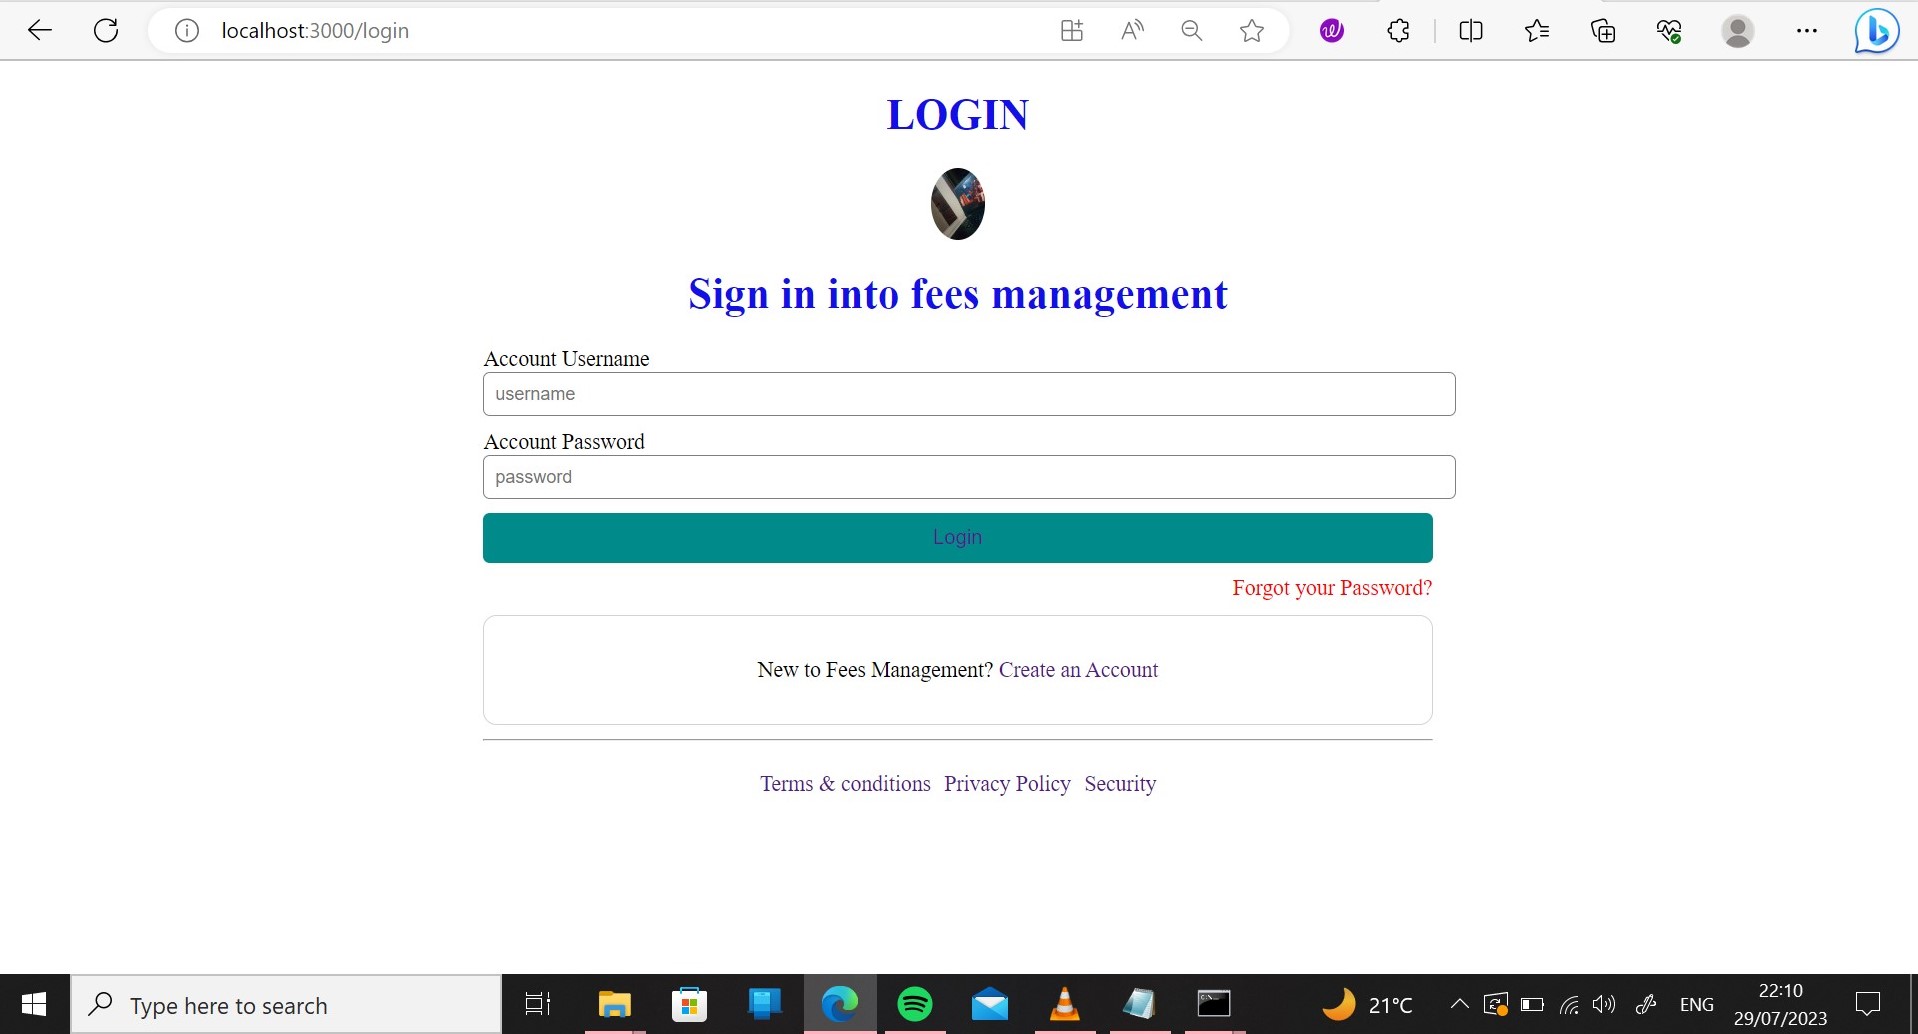 localhost:3000/login
LOGIN
Sign in into fees management
Account Username
username
Account Password
password
Login
Forgot your Password?
New to Fees Management? Create an Account
Terms & conditions Privacy Policy Security
Type here to search
21°C
ENG
22:10
29/07/2023